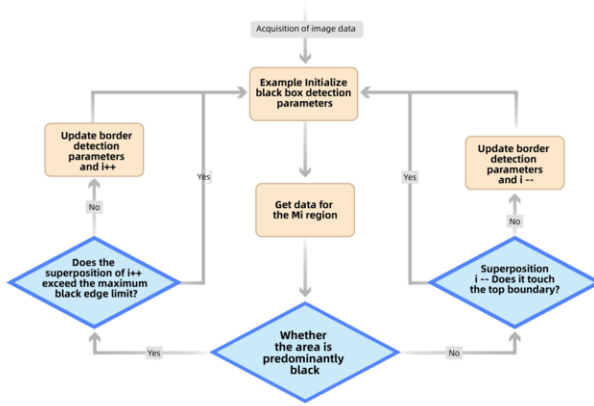 Acquisition of image data
Example Initialize
black box detection
parameters
Update border
detection
parameters
and i++
Yes
Yes
Update border
detection
parameters
and i --
Get data for
the Mi region
No
No
Does the
superposition of i++
exceed the maximum
black edge limit?
Superposition
i -- Does it touch
the top boundary?
Whether
the area is
predominantly
black
Yes
No